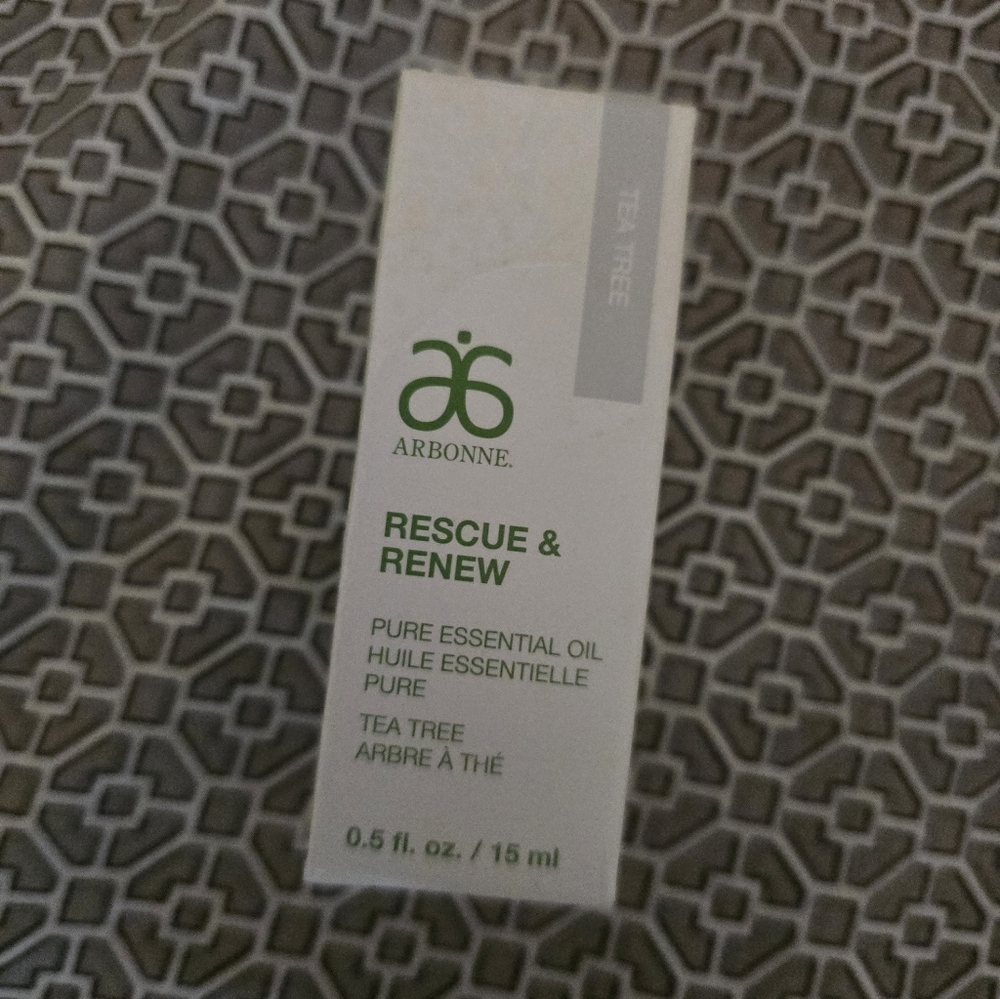 TEA TREE
ARBONNE.
RESCUE &
RENEW
PURE ESSENTIAL OIL
HUILE ESSENTIELLE
PURE
TEA TREE
ARBRE À THÉ
0.5 fl. oz. / 15 ml